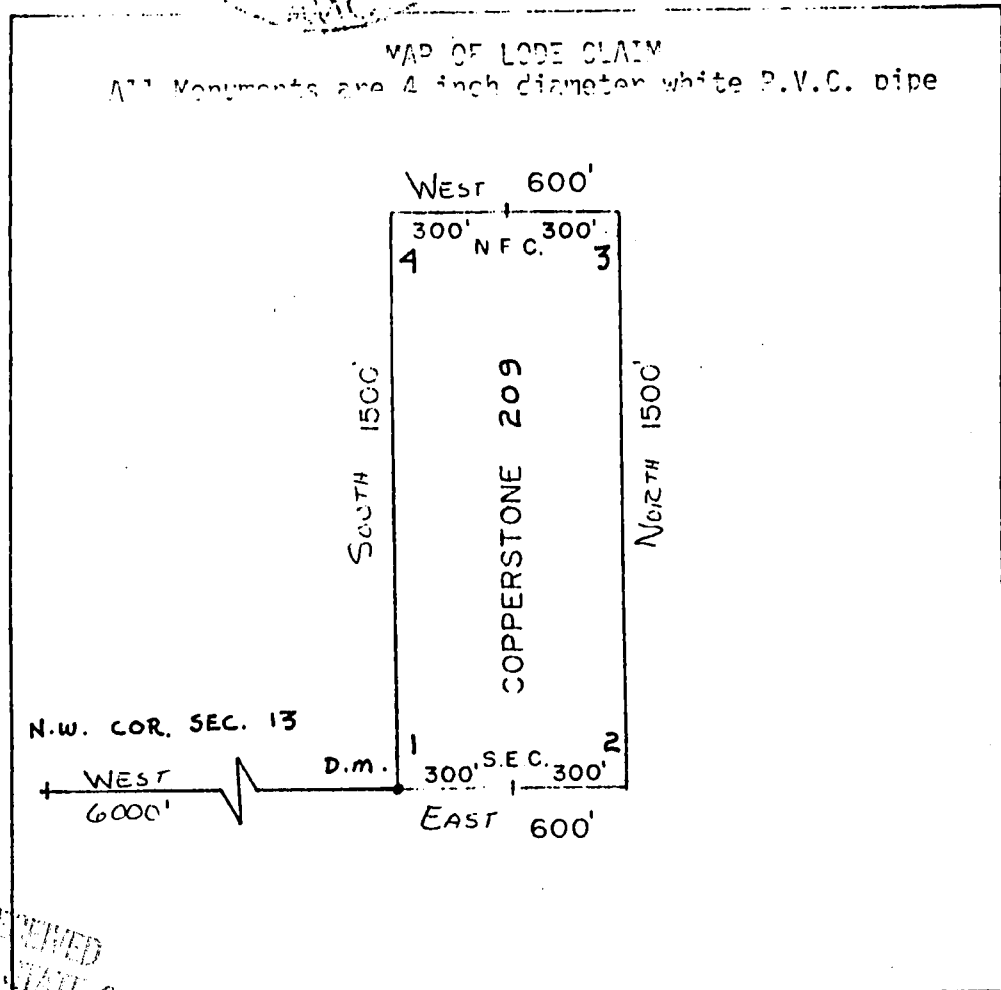 MAP OF LODE CLAIM
All Monuments are 4 inch diameter white P.V.C. pipe
WEST 600'
300' 300'
N F C.
4 3
SOUTH 1500'
COPPERSTONE 209
NORTH 1500'
N.W. COR. SEC. 13
WEST
6000'
D.M.
1 2
300' S.E.C. 300'
EAST 600'